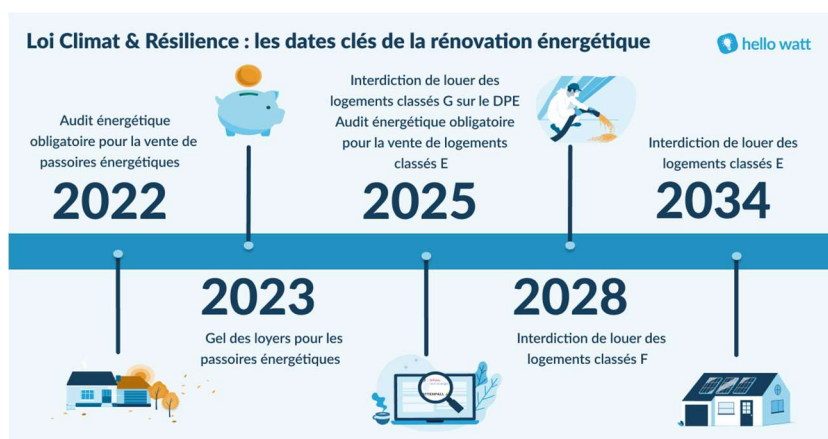 Loi Climat & Résilience : les dates clés de la rénovation énergétique
hello watt
Audit énergétique
obligatoire pour la vente de
passoires énergétiques
2022
2023
Gel des loyers pour les
passoires énergétiques
Interdiction de louer des
logements classés G sur le DPE
Audit énergétique obligatoire
pour la vente de logements
classés E
2025
2028
Interdiction de louer des
logements classés F
Interdiction de louer des
logements classés E
2034